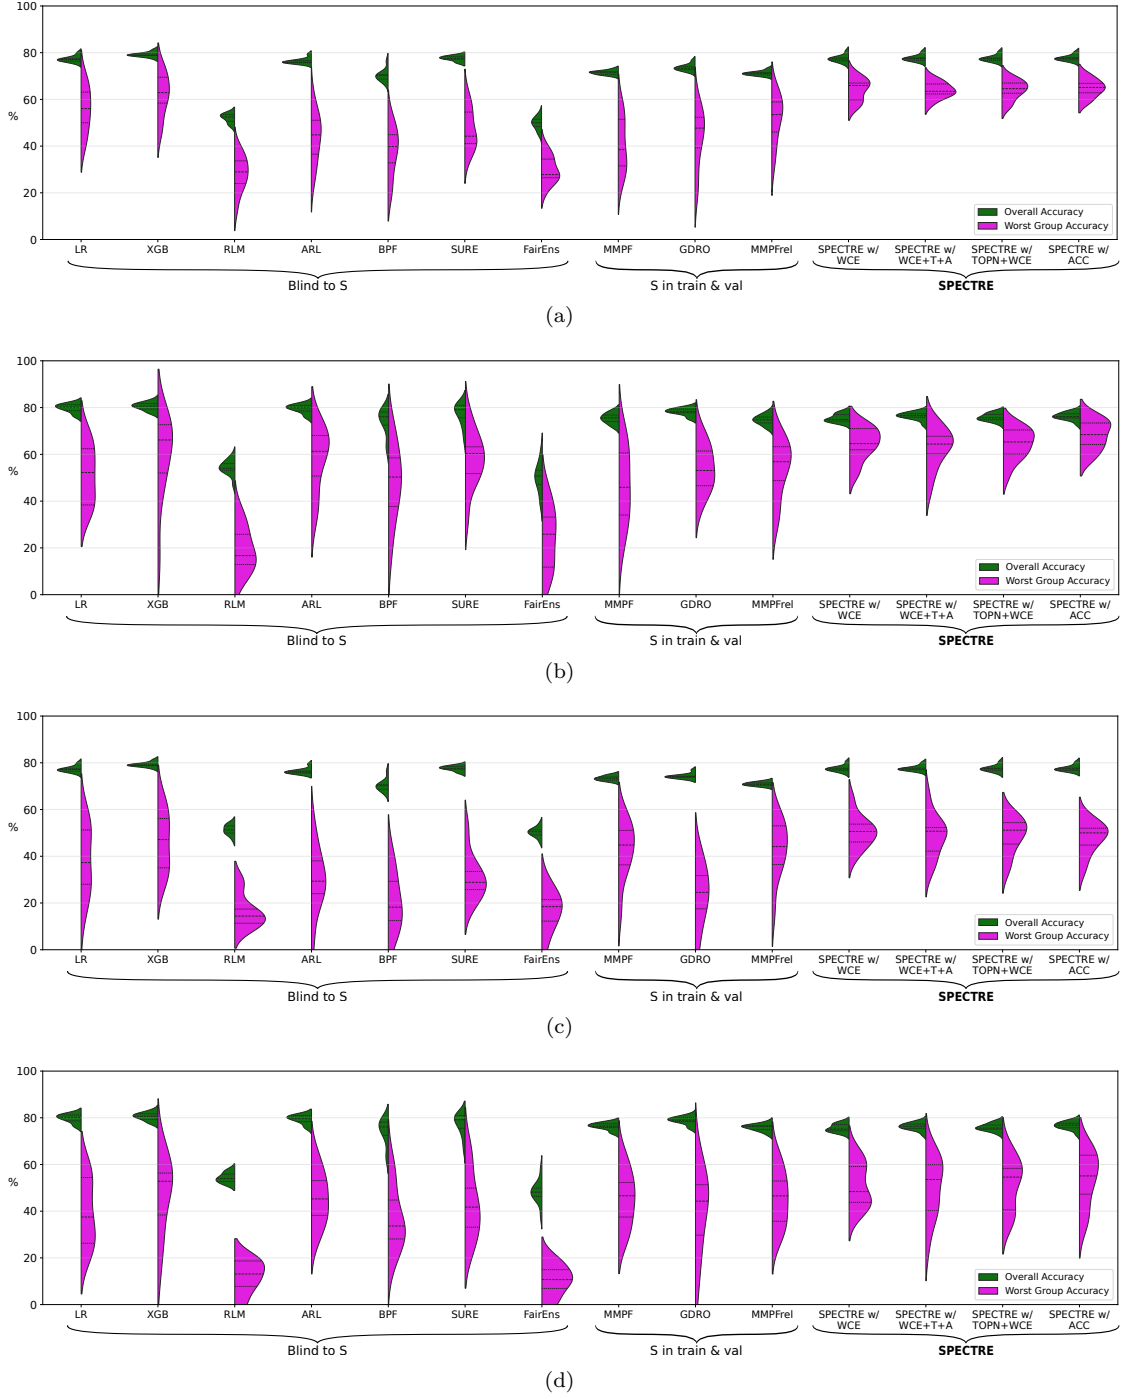 100
80
60
%
40
20
0
Overall Accuracy
Worst Group Accuracy
LR XGB RLM ARL BPF SURE FairEns MMPF GDRO MMPFrel SPECTRE w/ SPECTRE w/ SPECTRE w/ SPECTRE w/
WCE WCE+T+A TOPN+WCE ACC
Blind to S S in train & val SPECTRE
(a)
100
80
60
%
40
20
0
Overall Accuracy
Worst Group Accuracy
LR XGB RLM ARL BPF SURE FairEns MMPF GDRO MMPFrel SPECTRE w/ SPECTRE w/ SPECTRE w/ SPECTRE w/
WCE WCE+T+A TOPN+WCE ACC
Blind to S S in train & val SPECTRE
(b)
100
80
60
%
40
20
0
Overall Accuracy
Worst Group Accuracy
LR XGB RLM ARL BPF SURE FairEns MMPF GDRO MMPFrel SPECTRE w/ SPECTRE w/ SPECTRE w/ SPECTRE w/
WCE WCE+T+A TOPN+WCE ACC
Blind to S S in train & val SPECTRE
(c)
100
80
60
%
40
20
0
Overall Accuracy
Worst Group Accuracy
LR XGB RLM ARL BPF SURE FairEns MMPF GDRO MMPFrel SPECTRE w/ SPECTRE w/ SPECTRE w/ SPECTRE w/
WCE WCE+T+A TOPN+WCE ACC
Blind to S S in train & val SPECTRE
(d)